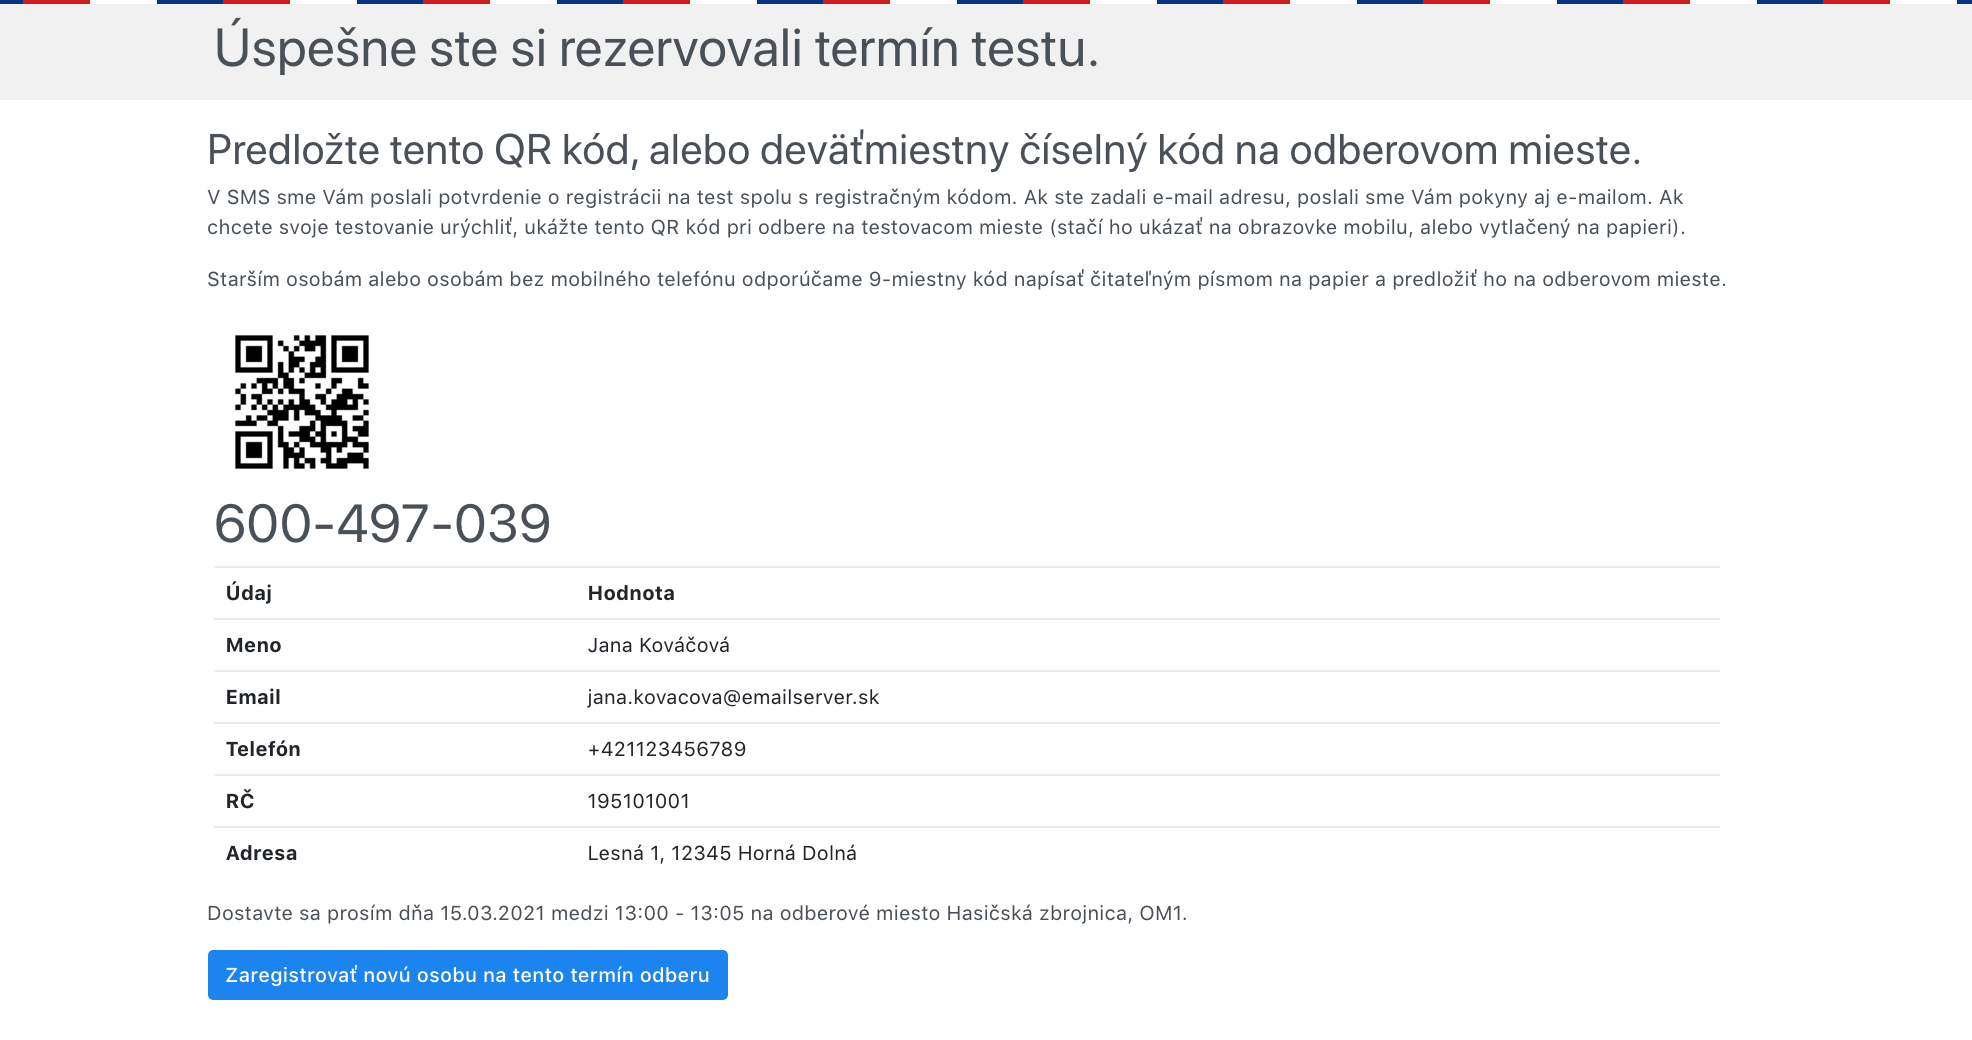 Úspešne ste si rezervovali termín testu.
Predložte tento QR kód, alebo deväťmiestny číselný kód na odberovom mieste.
V SMS sme Vám poslali potvrdenie o registrácii na test spolu s registračným kódom. Ak ste zadali e-mail adresu, poslali sme Vám pokyny aj e-mailom. Ak
chcete svoje testovanie urýchliť, ukážte tento QR kód pri odbere na testovacom mieste (stačí ho ukázať na obrazovke mobilu, alebo vytlačený na papieri).
Starším osobám alebo osobám bez mobilného telefónu odporúčame 9-miestny kód napísať čitateľným písmom na papier a predložiť ho na odberovom mieste.
600-497-039
Údaj Hodnota
Meno Jana Kováčová
Email jana.kovacova@emailserver.sk
Telefón +421123456789
RČ 195101001
Adresa Lesná 1, 12345 Horná Dolná
Dostavte sa prosím dňa 15.03.2021 medzi 13:00 - 13:05 na odberové miesto Hasičská zbrojnica, OM1.
Zaregistrovať novú osobu na tento termín odberu